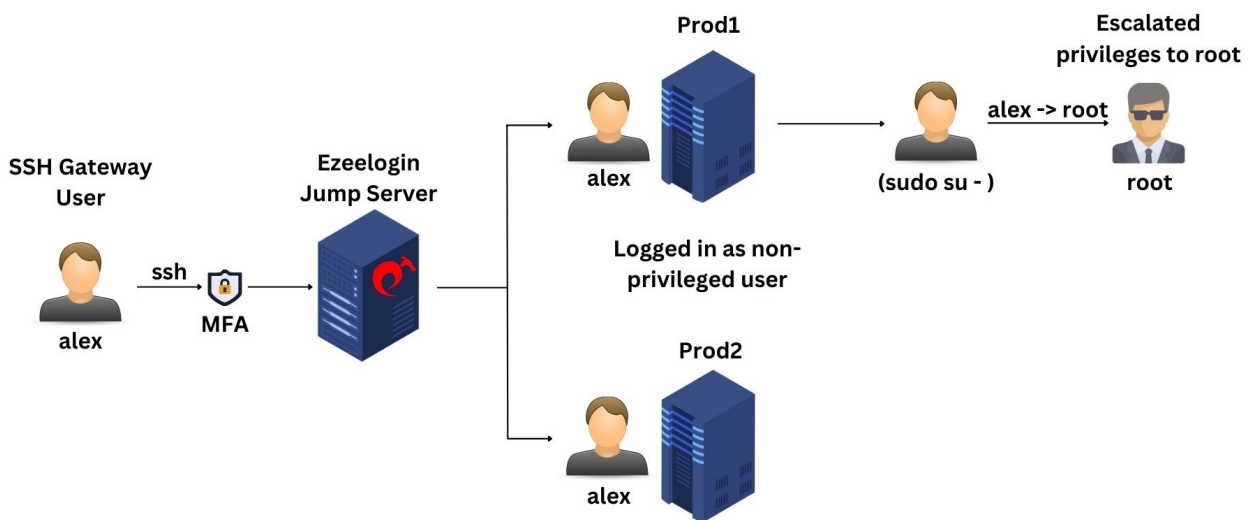 SSH Gateway
User
alex
ssh
MFA
Ezeelogin
Jump Server
Prod1
alex
Logged in as non-
privileged user
Prod2
alex
(sudo su - )
alex -> root
Escalated
privileges to root
root